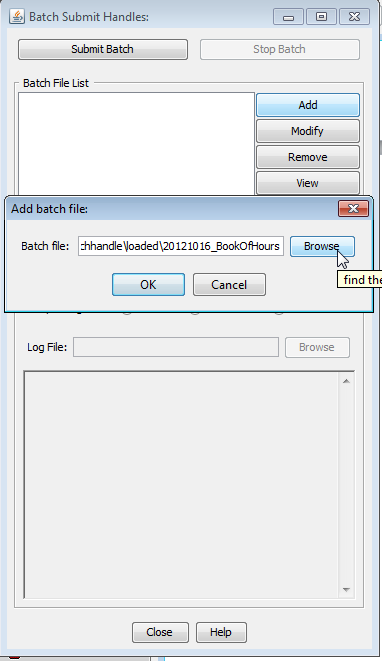 Batch Submit Handles:
Submit Batch
Stop Batch
Batch File List
Add
Modify
Remove
View
Add batch file:
Batch file:
hhandle\loaded\20121016_BookOfHours
Browse
find the
OK
Cancel
Log File:
Browse
Close
Help